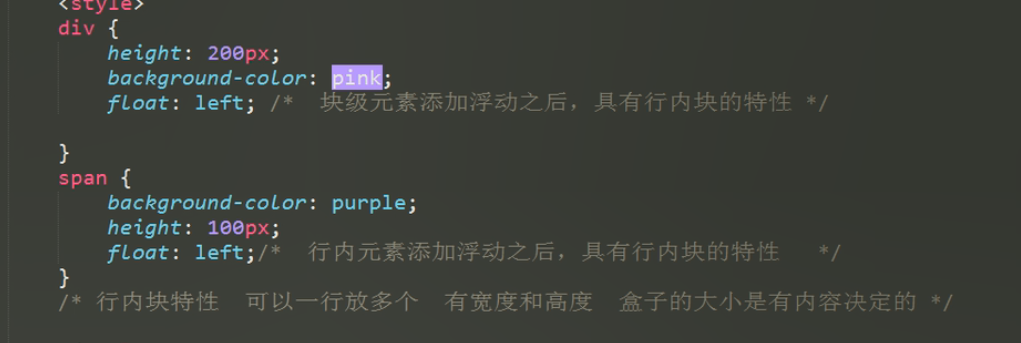 <style>
div {
height: 200px;
background-color: pink;
float: left; /* 块级元素添加浮动之后，具有行内块的特性 */
}
span {
background-color: purple;
height: 100px;
float: left;/* 行内元素添加浮动之后，具有行内块的特性 */
}
/* 行内块特性 可以一行放多个 有宽度和高度 盒子的大小是有内容决定的 */